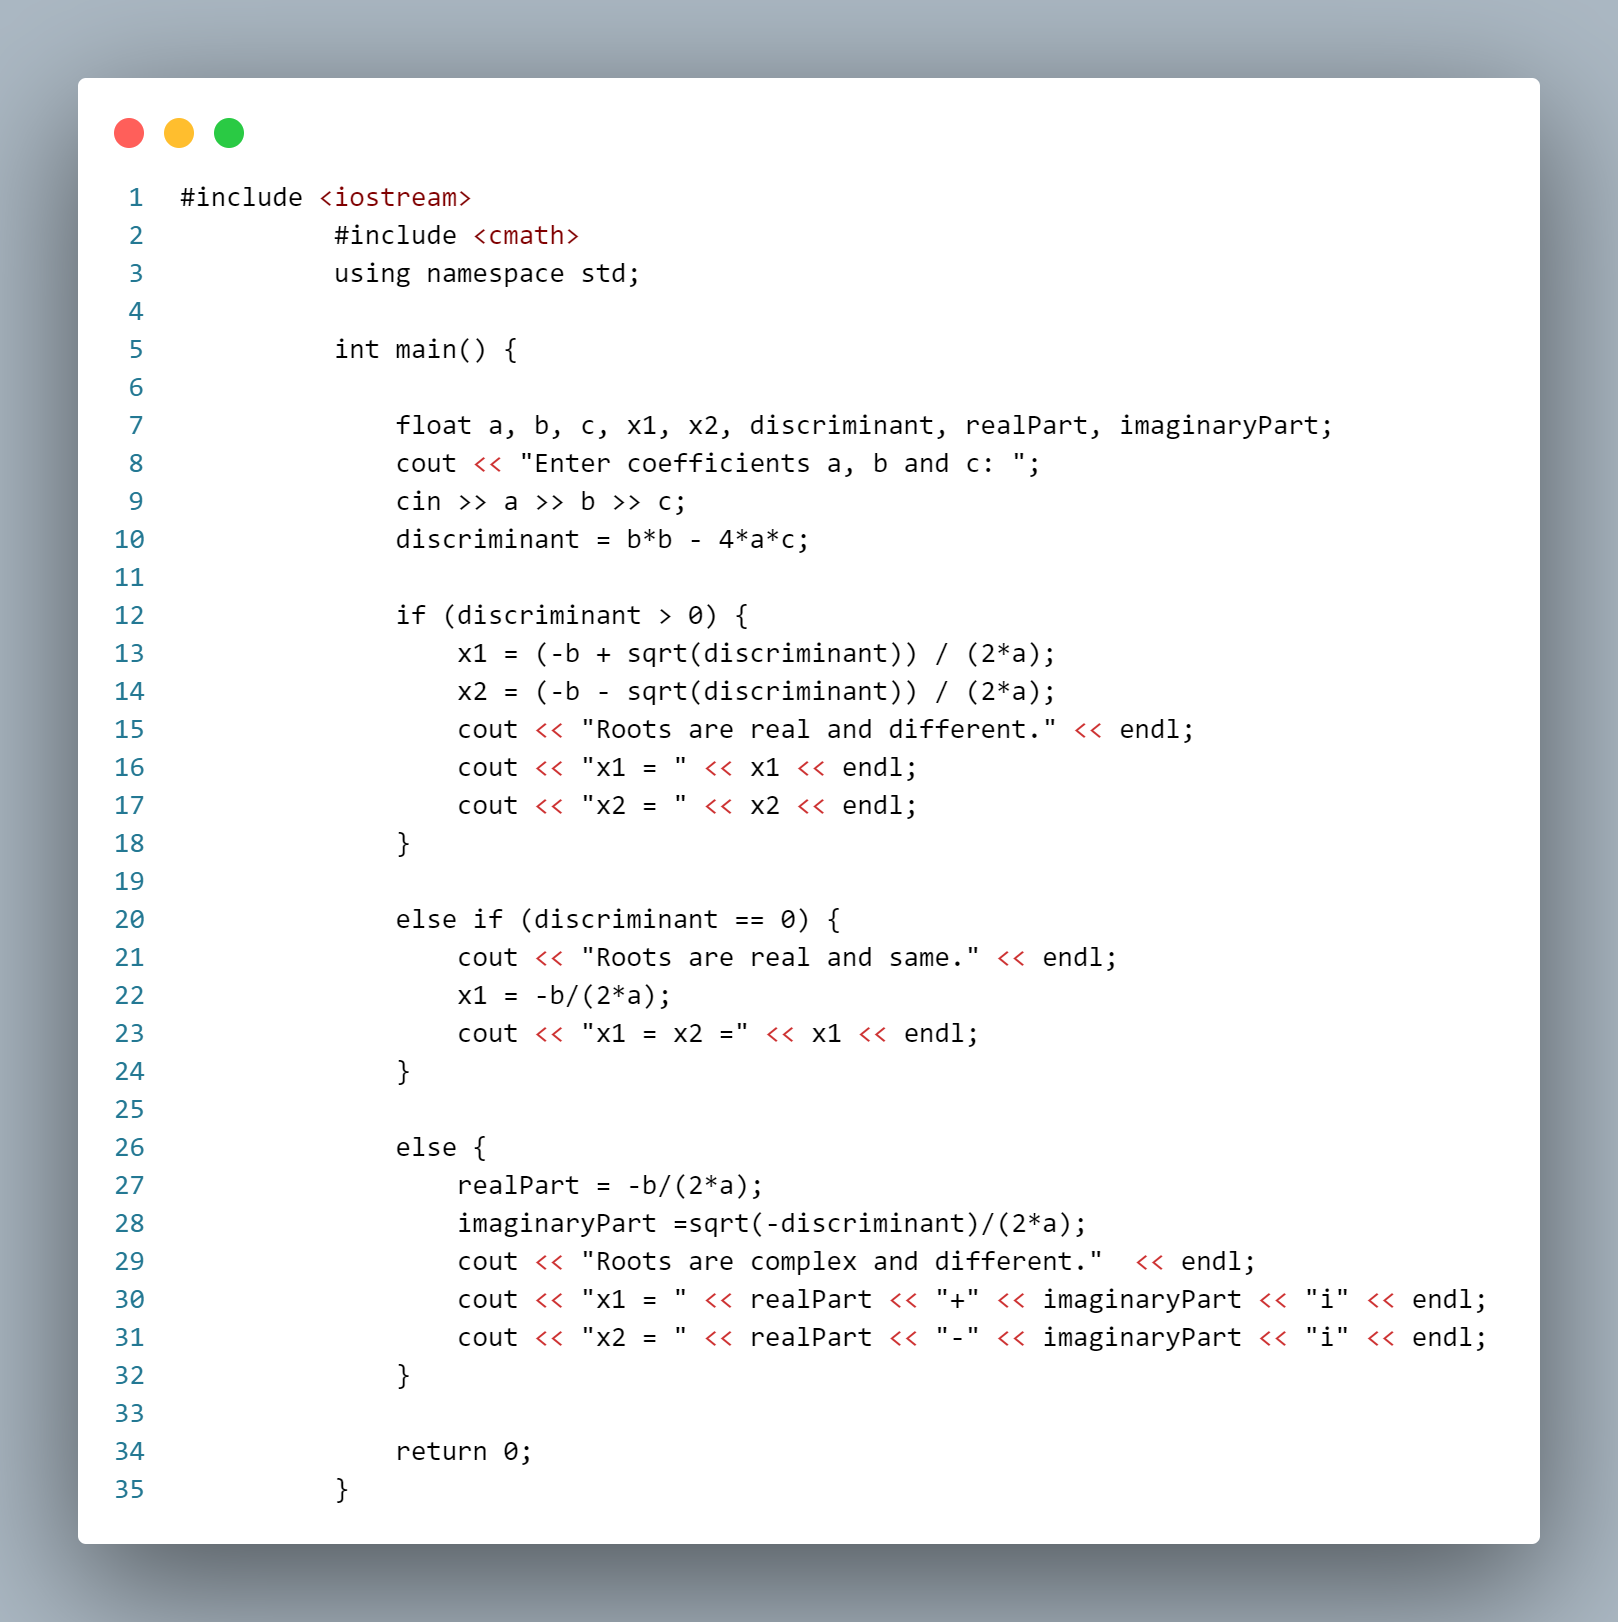 1 #include <iostream>
2 #include <cmath>
3 using namespace std;
4
5 int main() {
6
7 float a, b, c, x1, x2, discriminant, realPart, imaginaryPart;
8 cout << "Enter coefficients a, b and c: ";
9 cin >> a >> b >> c;
10 discriminant = b*b - 4*a*c;
11
12 if (discriminant > 0) {
13 x1 = (-b + sqrt(discriminant)) / (2*a);
14 x2 = (-b - sqrt(discriminant)) / (2*a);
15 cout << "Roots are real and different." << endl;
16 cout << "x1 = " << x1 << endl;
17 cout << "x2 = " << x2 << endl;
18 }
19
20 else if (discriminant == 0) {
21 cout << "Roots are real and same." << endl;
22 x1 = -b/(2*a);
23 cout << "x1 = x2 =" << x1 << endl;
24 }
25
26 else {
27 realPart = -b/(2*a);
28 imaginaryPart =sqrt(-discriminant)/(2*a);
29 cout << "Roots are complex and different."  << endl;
30 cout << "x1 = " << realPart << "+" << imaginaryPart << "i" << endl;
31 cout << "x2 = " << realPart << "-" << imaginaryPart << "i" << endl;
32 }
33
34 return 0;
35 }